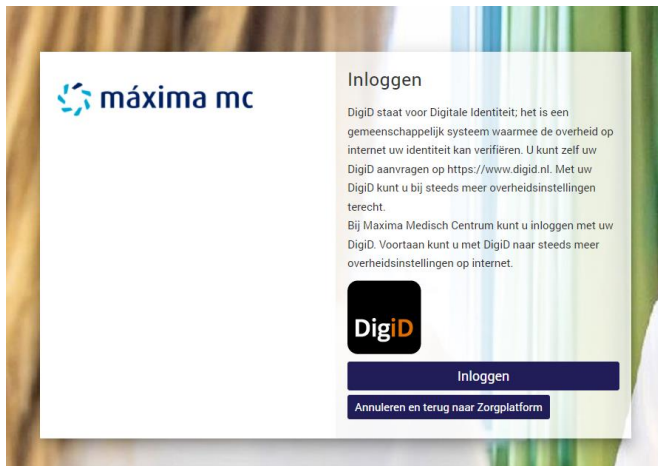 máxima mc
Inloggen
DigiD staat voor Digitale Identiteit; het is een
gemeenschappelijk systeem waarmee de overheid op
internet uw identiteit kan verifiëren. U kunt zelf uw
DigiD aanvragen op https://www.digid.nl. Met uw
DigiD kunt u bij steeds meer overheidsinstellingen
terecht.
Bij Maxima Medisch Centrum kunt u inloggen met uw
DigiD. Voortaan kunt u met DigiD naar steeds meer
overheidsinstellingen op internet.
DigiD
Inloggen
Annuleren en terug naar Zorgplatform